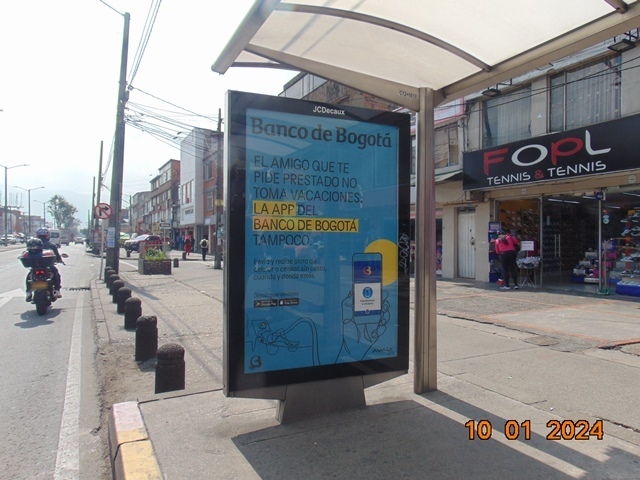 JCDecaux
Banco de Bogotá
EL AMIGO QUE TE
PIDE PRESTADO NO
TOMA VACACIONES.
LA APP DEL
BANCO DE BOGOTÁ
TAMPOCO.
FOPL
TENNIS & TENNIS
10 01 2024